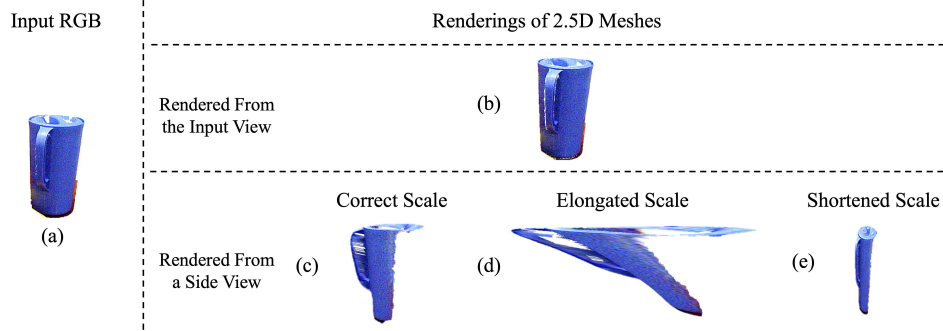 Input RGB
Renderings of 2.5D Meshes
(a)
Rendered From
the Input View
(b)
Correct Scale
Elongated Scale
Shortened Scale
Rendered From
a Side View
(c)
(d)
(e)